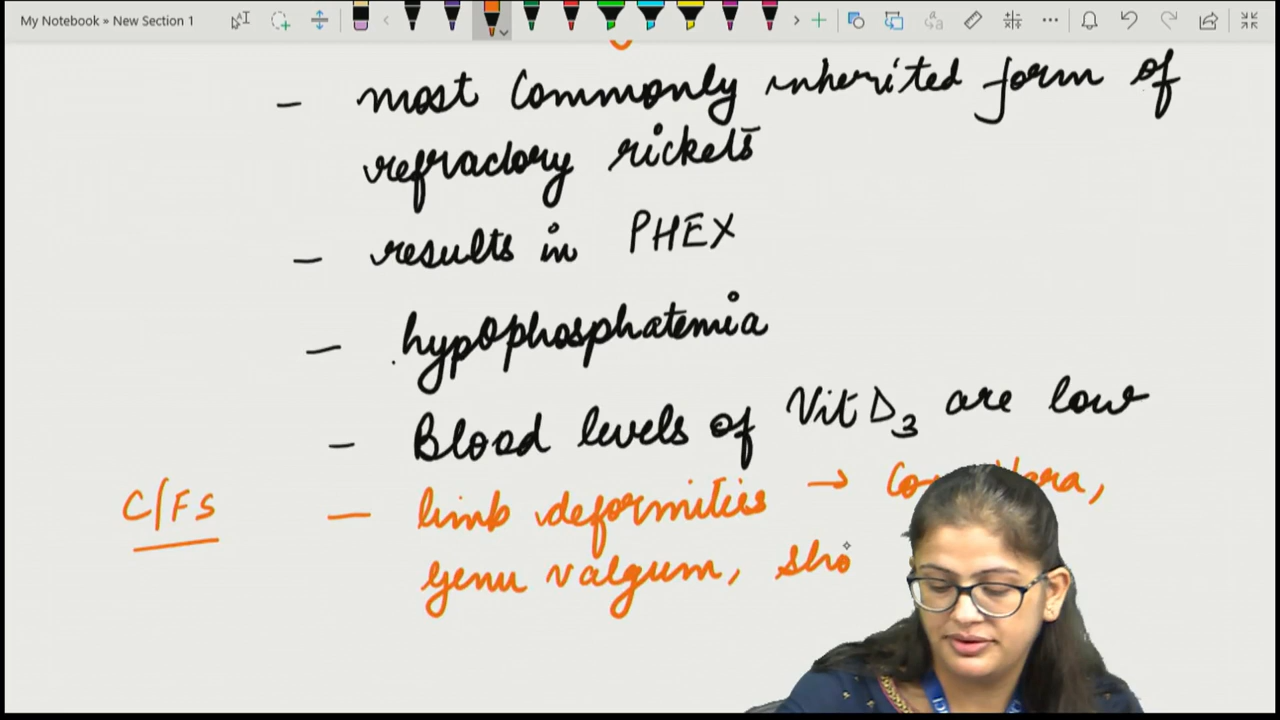 My Notebook » New Section 1
- most commonly inherited form of
refractory rickets
- results in PHEX
- hypophosphatemia
- Blood levels of Vit D3 are low
C/FS - limb deformities →
genu valgum, sho